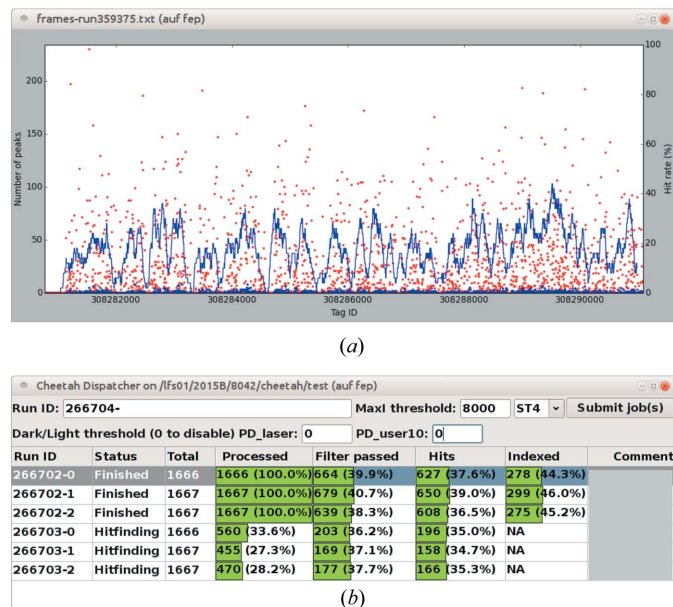 frames-run359375.txt (auf fep)
200
150
100
50
0
Number of peaks
100
80
60
40
20
0
Hit rate (%)
308282000 308284000 308286000 308288000 308290000
Tag ID
(a)
Cheetah Dispatcher on /lfs01/2015B/8042/cheetah/test (auf fep)
Run ID: 266704- MaxI threshold: 8000 ST4 Submit job(s)
Dark/Light threshold (0 to disable) PD_laser: 0 PD_user10: 0
Run ID Status Total Processed Filter passed Hits Indexed Comment
266702-0 Finished 1666 1666 (100.0%) 664 (39.9%) 627 (37.6%) 278 (44.3%)
266702-1 Finished 1667 1667 (100.0%) 679 (40.7%) 650 (39.0%) 299 (46.0%)
266702-2 Finished 1667 1667 (100.0%) 639 (38.3%) 608 (36.5%) 275 (45.2%)
266703-0 Hitfinding 1666 560 (33.6%) 203 (36.2%) 196 (35.0%) NA
266703-1 Hitfinding 1667 455 (27.3%) 169 (37.1%) 158 (34.7%) NA
266703-2 Hitfinding 1667 470 (28.2%) 177 (37.7%) 166 (35.3%) NA
(b)